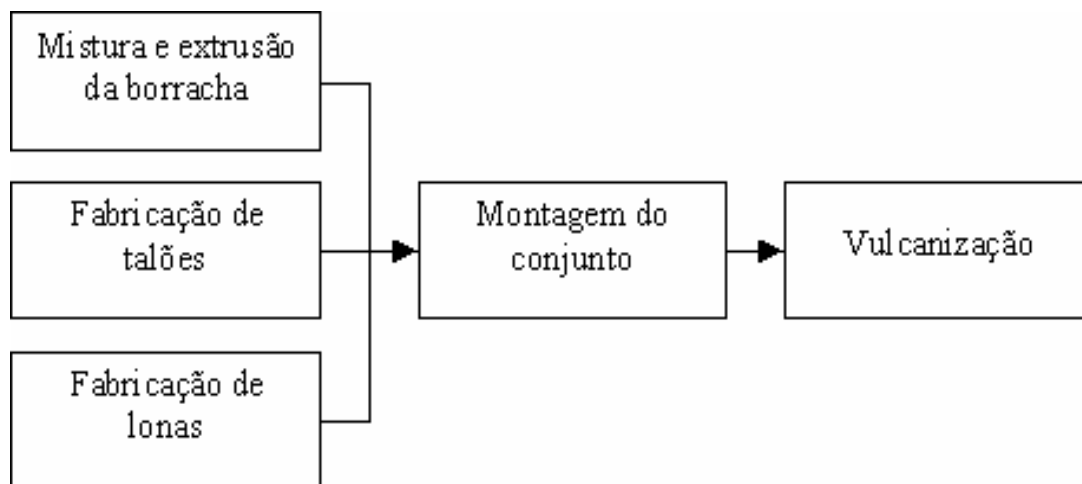 Mistura e extrusão
da borracha
Fabricação de
talões
Fabricação de
lonas
Montagem do
conjunto
Vulcanização